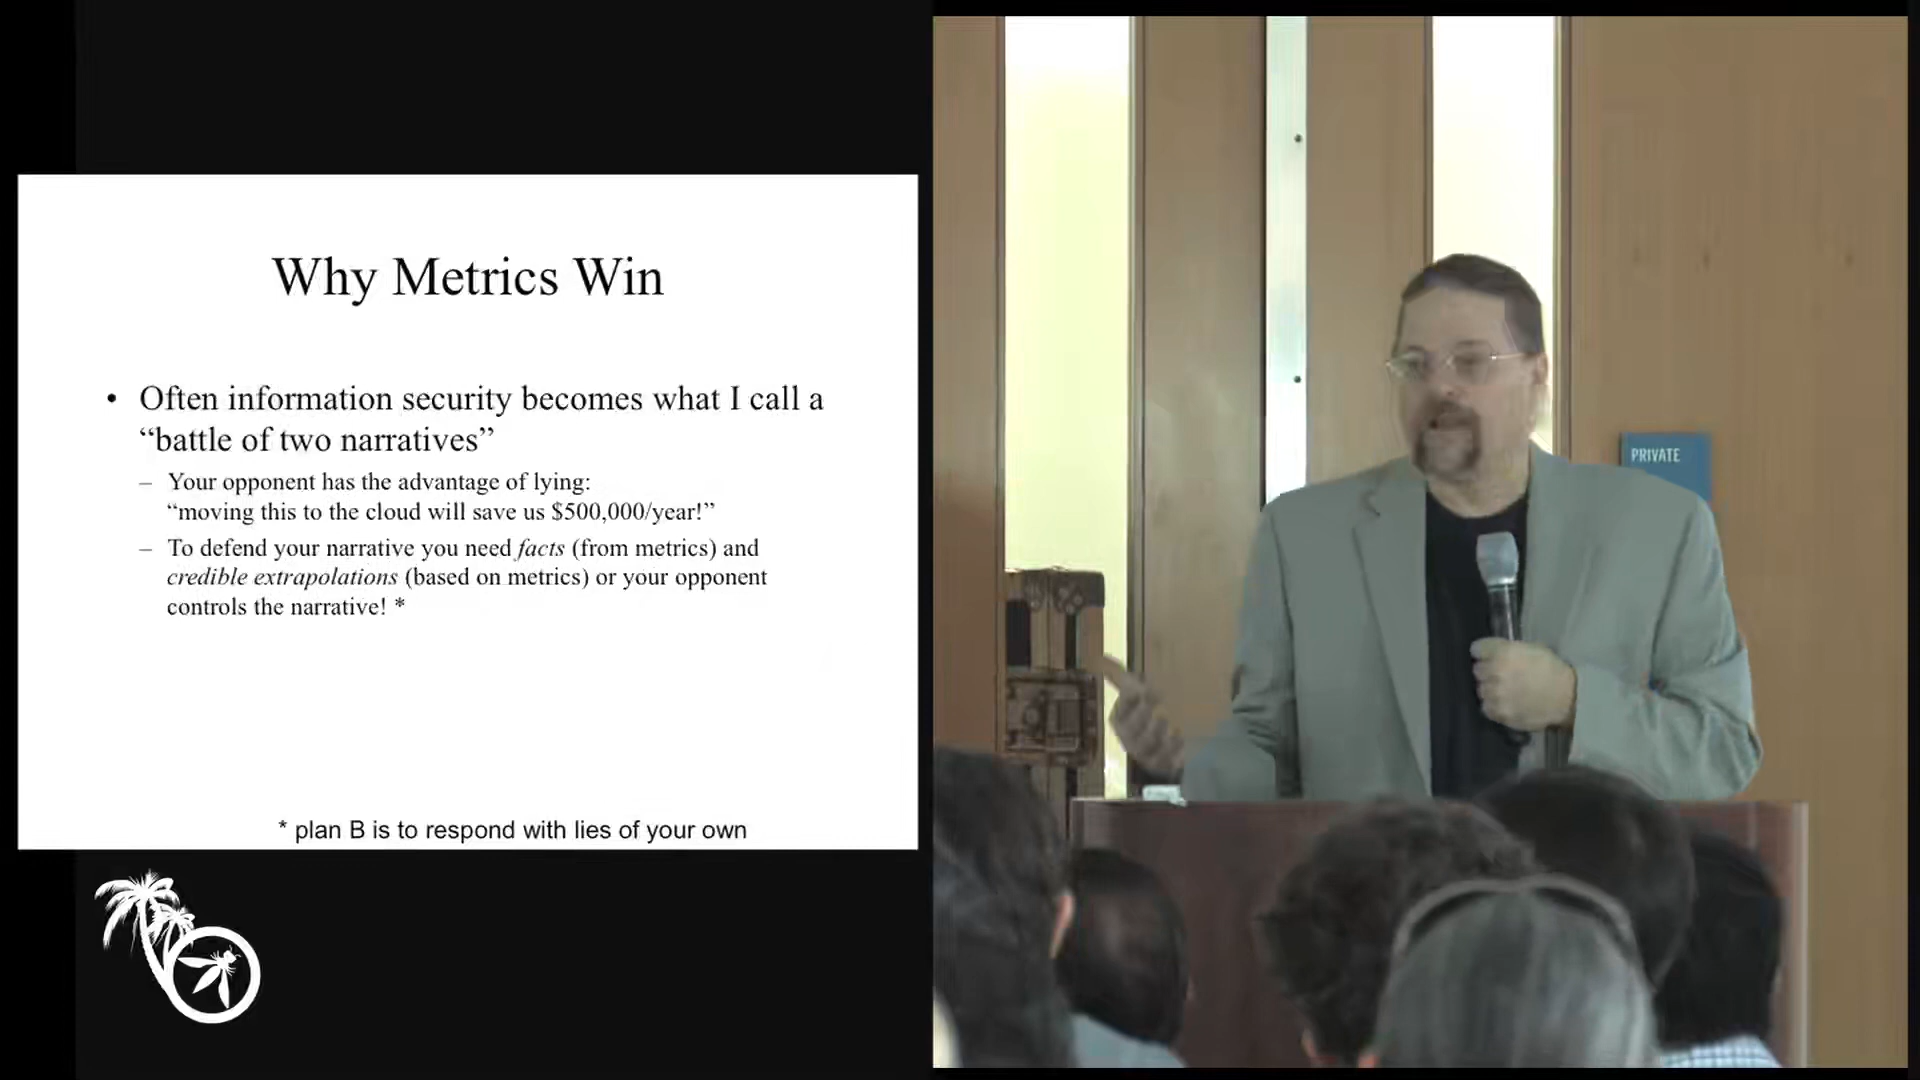 Why Metrics Win
• Often information security becomes what I call a
“battle of two narratives”
– Your opponent has the advantage of lying:
“moving this to the cloud will save us $500,000/year!”
– To defend your narrative you need facts (from metrics) and
credible extrapolations (based on metrics) or your opponent
controls the narrative! *
* plan B is to respond with lies of your own
PRIVATE